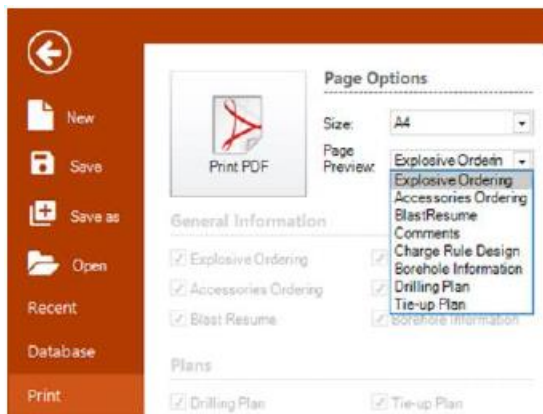 Page Options
New
Size: A4
Print PDF
Page Preview: Explosive Orderin
Save
Explosive Ordering
Accessories Ordering
BlastResume
Comments
Charge Rule Design
Borehole Information
Drilling Plan
Tie-up Plan
Save as
General Information
Open
Explosive Ordering
Accessories Ordering
Recent
Blast Resume
Borehole Information
Database
Plans
Print
Drilling Plan
Tie-up Plan